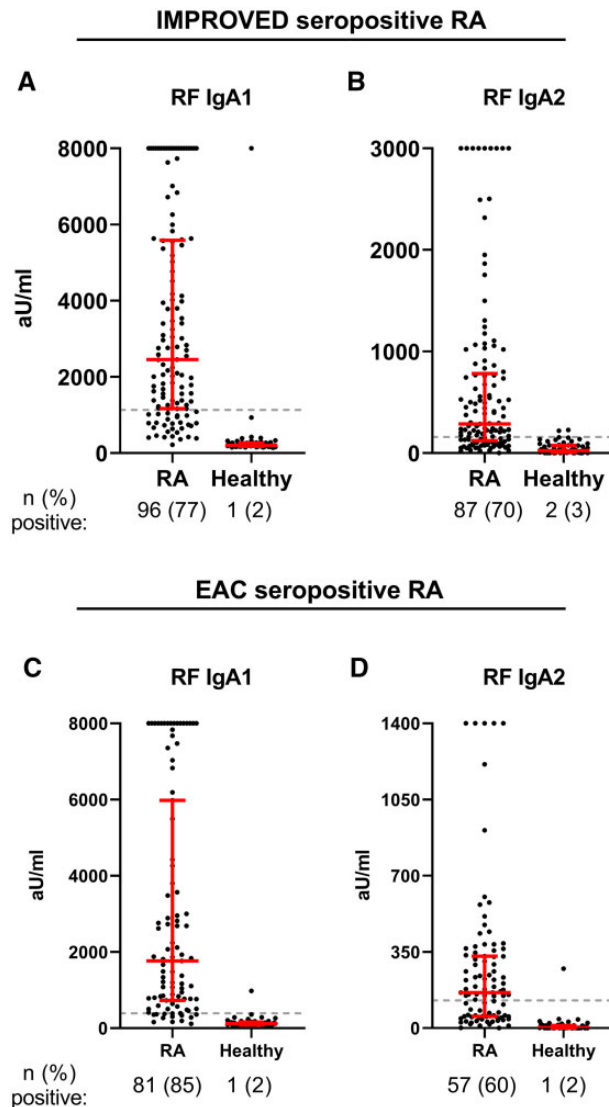 IMPROVED seropositive RA
A
RF IgA1
8000
6000
4000
2000
0
aU/ml
RA Healthy
n (%)
positive:
96 (77) 1 (2)
B
RF IgA2
3000
2000
1000
0
RA Healthy
87 (70) 2 (3)
EAC seropositive RA
C
RF IgA1
8000
6000
4000
2000
0
aU/ml
RA Healthy
n (%)
positive:
81 (85) 1 (2)
D
RF IgA2
1400
1050
700
350
0
aU/ml
RA Healthy
57 (60) 1 (2)